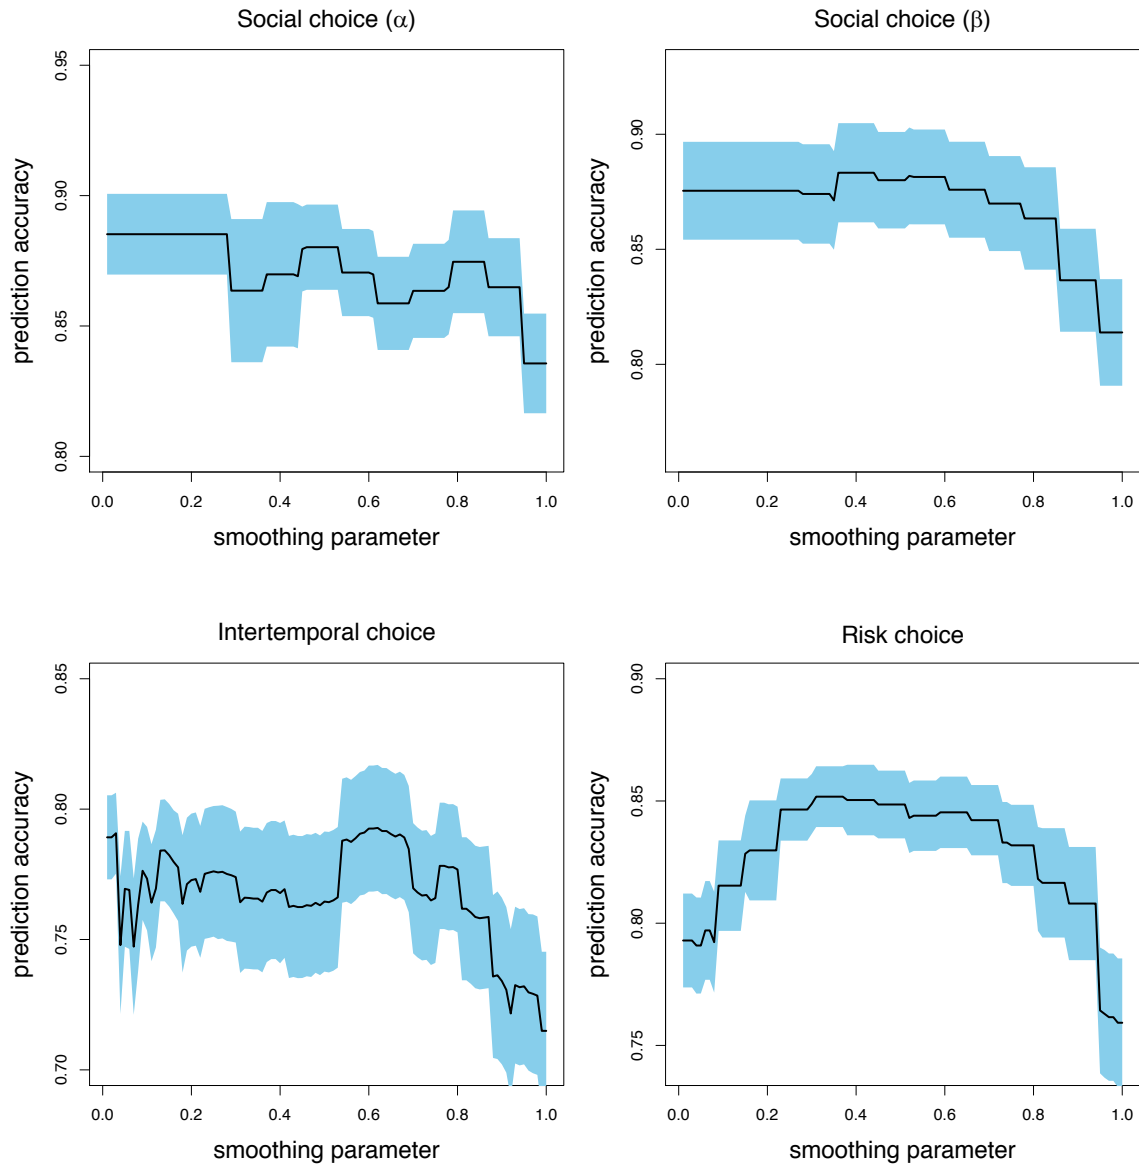 Social choice (α)
prediction accuracy
0.95
0.90
0.85
0.80
0.0 0.2 0.4 0.6 0.8 1.0
smoothing parameter
Social choice (β)
prediction accuracy
0.90
0.85
0.80
0.0 0.2 0.4 0.6 0.8 1.0
smoothing parameter
Intertemporal choice
prediction accuracy
0.85
0.80
0.75
0.70
0.0 0.2 0.4 0.6 0.8 1.0
smoothing parameter
Risk choice
prediction accuracy
0.90
0.85
0.80
0.75
0.0 0.2 0.4 0.6 0.8 1.0
smoothing parameter